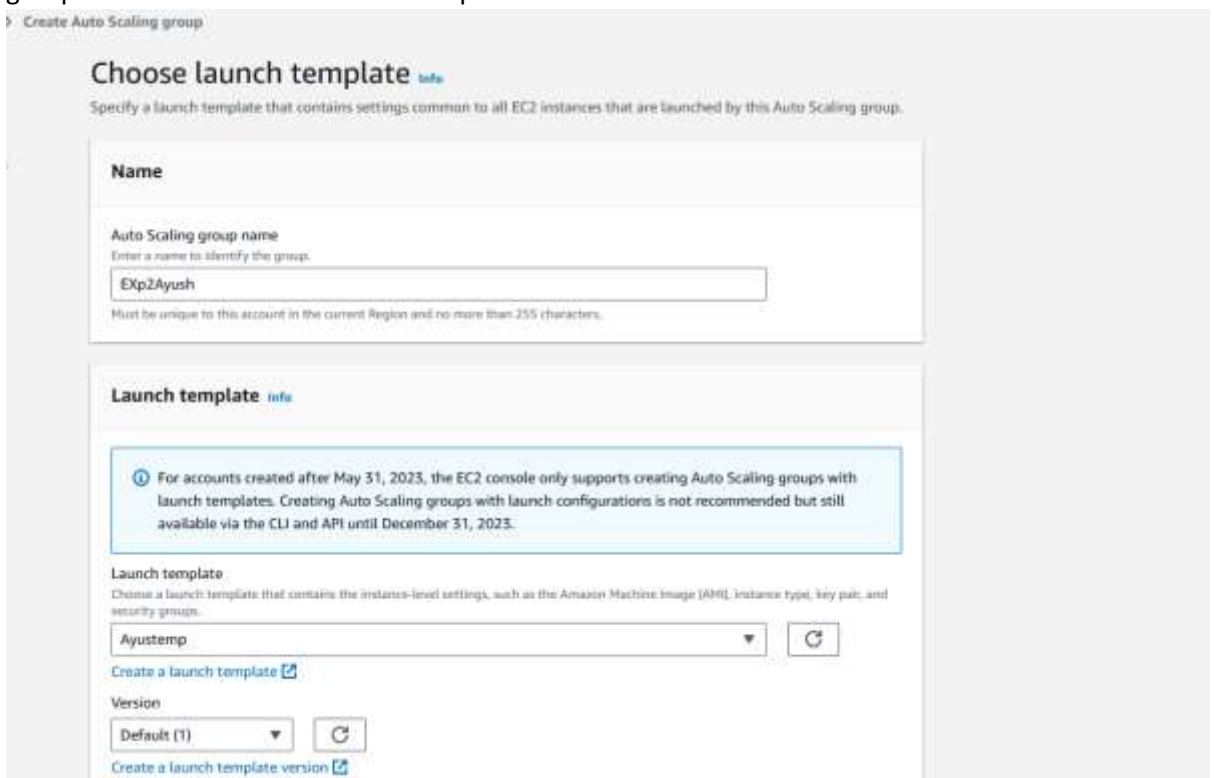 Create Auto Scaling group
Choose launch template Info
Specify a launch template that contains settings common to all EC2 instances that are launched by this Auto Scaling group.
Name
Auto Scaling group name
Enter a name to identify the group.
EXp2Ayush
Must be unique to this account in the current Region and no more than 255 characters.
Launch template Info
For accounts created after May 31, 2023, the EC2 console only supports creating Auto Scaling groups with
launch templates. Creating Auto Scaling groups with launch configurations is not recommended but still
available via the CLI and API until December 31, 2023.
Launch template
Choose a launch template that contains the instance-level settings, such as the Amazon Machine Image (AMI), instance type, key pair, and
security groups.
Ayustemp
Create a launch template
Version
Default (1)
Create a launch template version